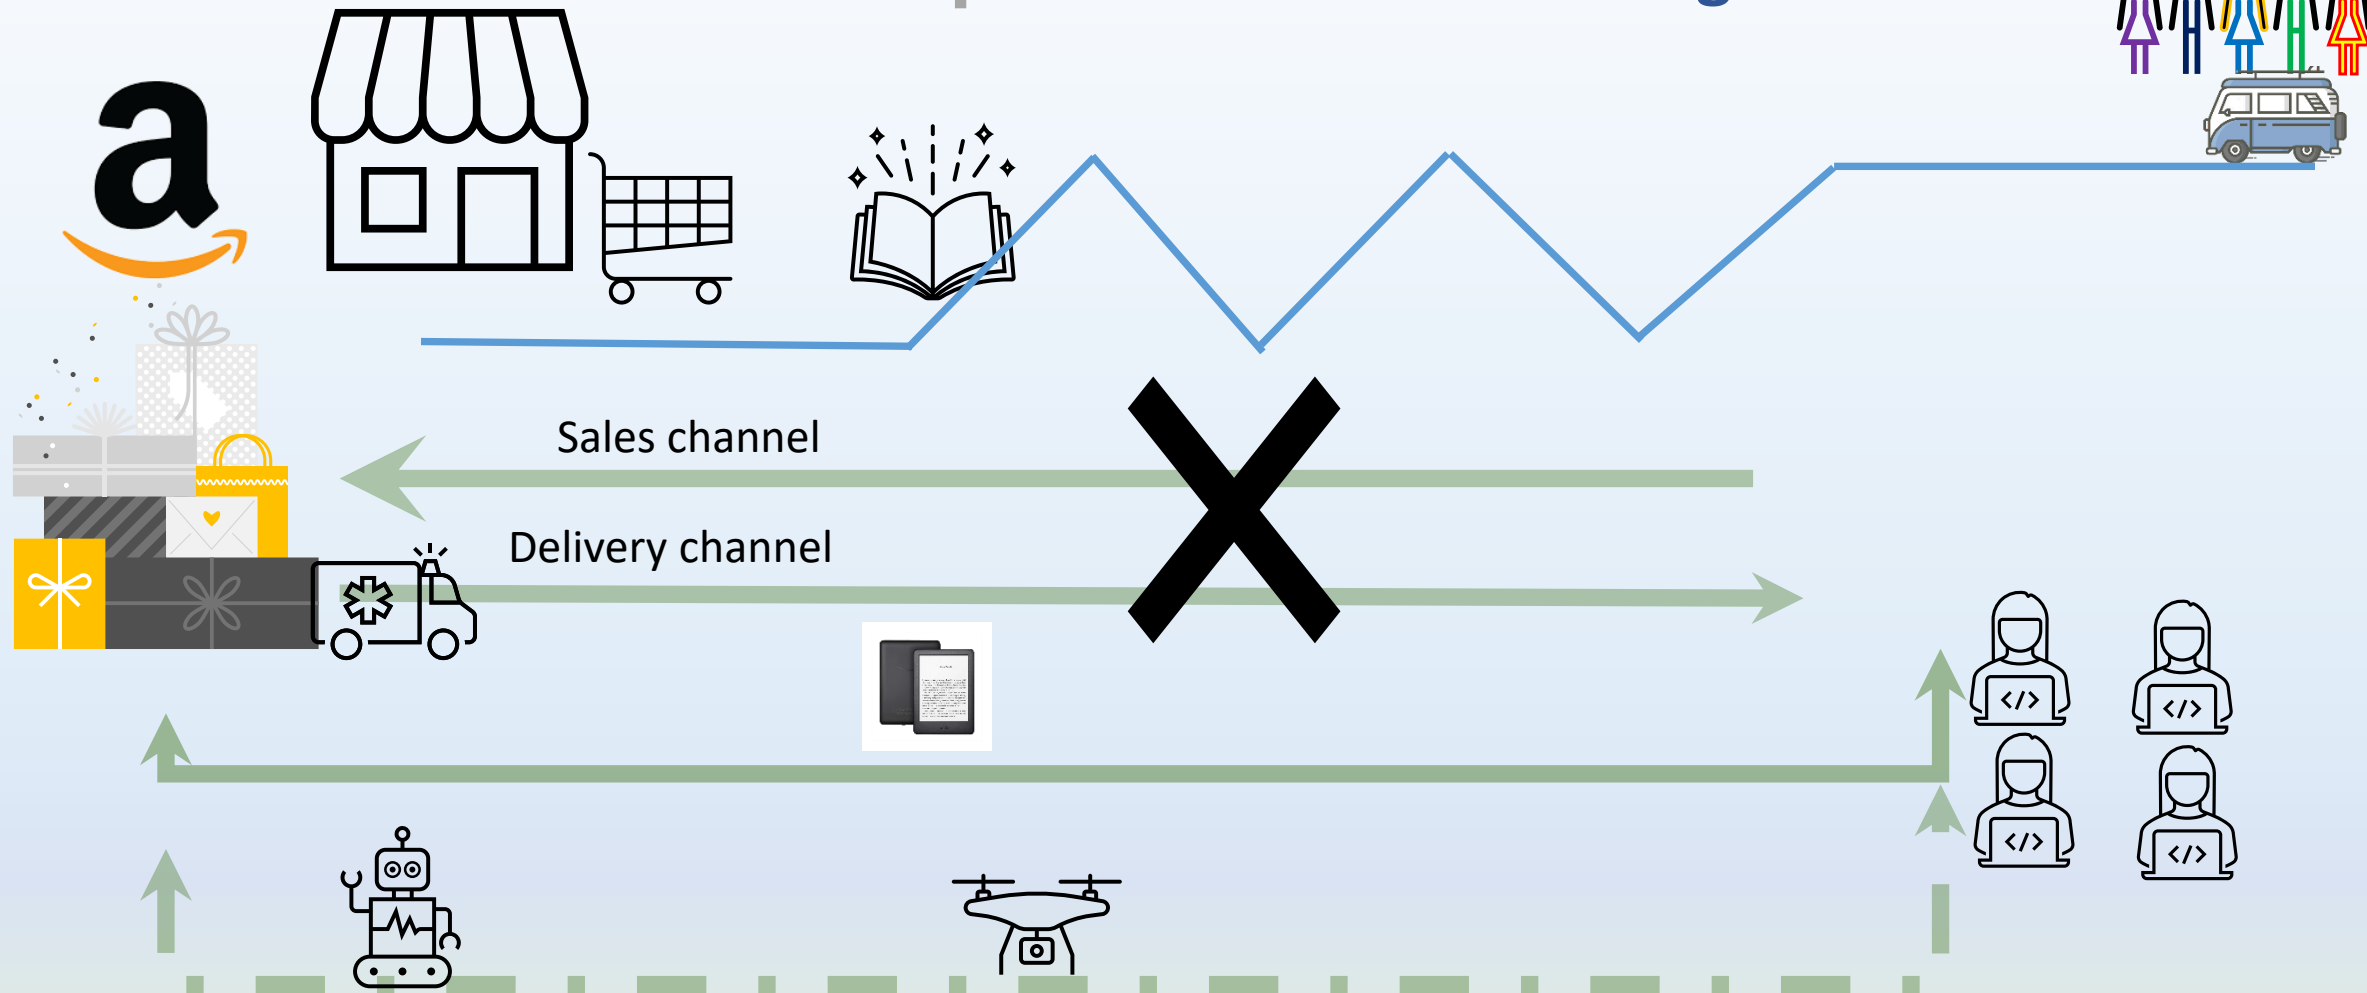 a
Sales channel
Delivery channel
</> </>
</> </>